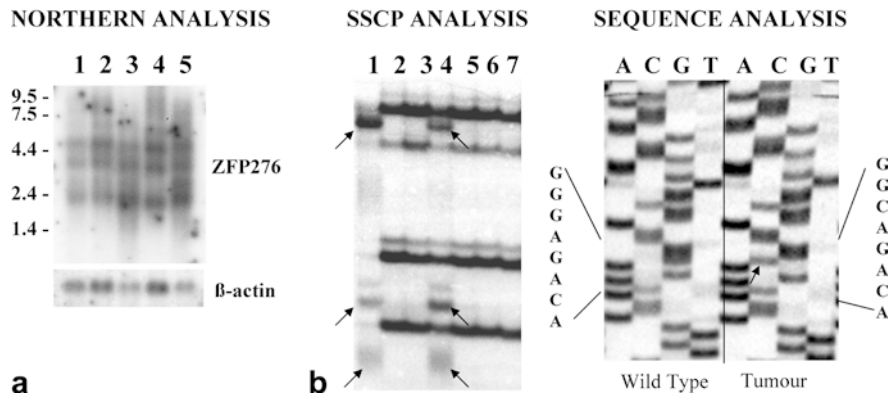 NORTHERN ANALYSIS
1 2 3 4 5
9.5 -
7.5 -
4.4 -
2.4 -
1.4 -
ZFP276
ß-actin
a
SSCP ANALYSIS
1 2 3 4 5 6 7
b
SEQUENCE ANALYSIS
A C G T A C G T
G
G
G
A
G
A
C
A
G
G
C
A
G
A
C
A
Wild Type
Tumour